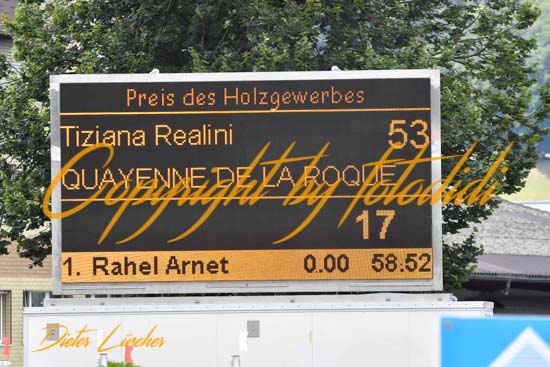 Preis des Holzgewerbes
Tiziana Realini 53
QUAYENNE DE LA ROQUE
Copyright by fotodidi
17
1. Rahel Arnet 0.00 58:52
Dieter Lüscher